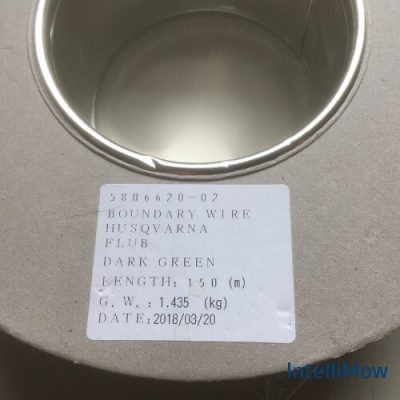 5806620-02
BOUNDARY WIRE
HUSQVARNA
FLUB
DARK GREEN
LENGTH: 150 (m)
G. W. : 1.435 (kg)
DATE:2018/03/20
IntelliMow